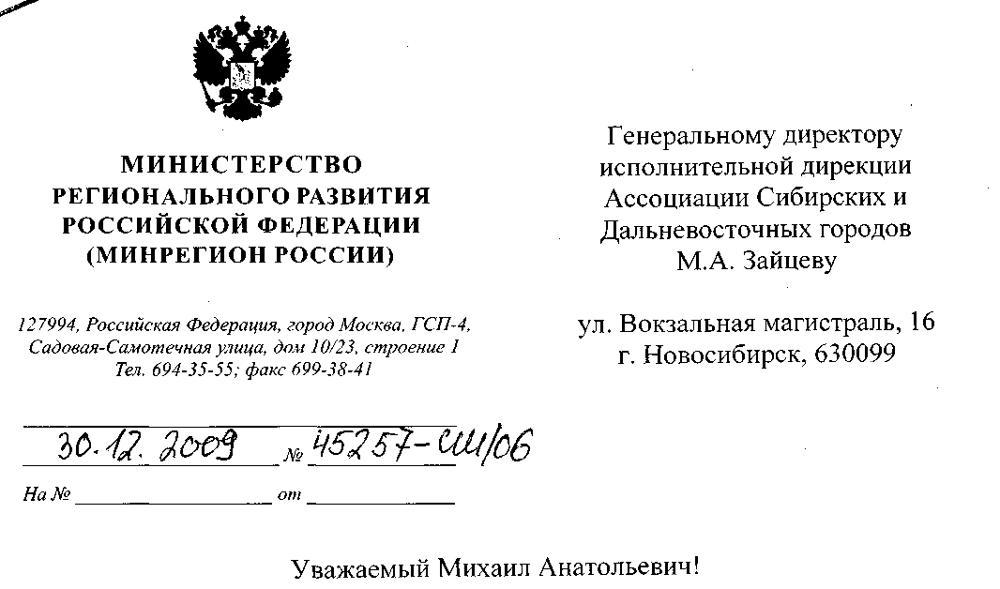 МИНИСТЕРСТВО
РЕГИОНАЛЬНОГО РАЗВИТИЯ
РОССИЙСКОЙ ФЕДЕРАЦИИ
(МИНРЕГИОН РОССИИ)
127994, Российская Федерация, город Москва, ГСП-4,
Садовая-Самотечная улица, дом 10/23, строение 1
Тел. 694-35-55; факс 699-38-41
30.12.2009 № 45257-СШ/06
На № ____________ от ____________
Генеральному директору
исполнительной дирекции
Ассоциации Сибирских и
Дальневосточных городов
М.А. Зайцеву
ул. Вокзальная магистраль, 16
г. Новосибирск, 630099
Уважаемый Михаил Анатольевич!